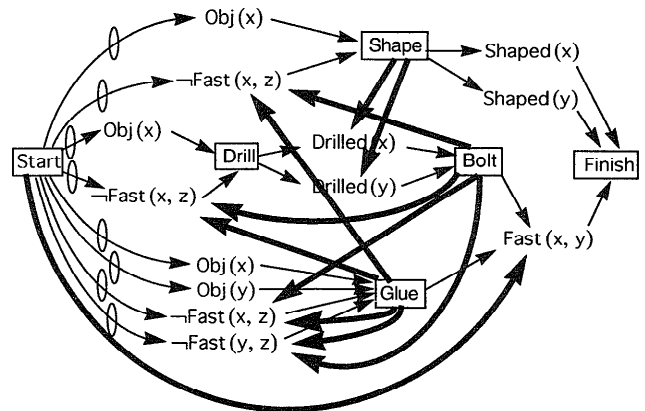 Obj(x)
Shape
Shaped(x)
¬Fast(x, z)
Shaped(y)
Obj(x)
Drilled(x)
Start
Drill
Bolt
Finish
¬Fast(x, z)
Drilled(y)
Fast(x, y)
Obj(x)
Obj(y)
Glue
¬Fast(x, z)
¬Fast(y, z)